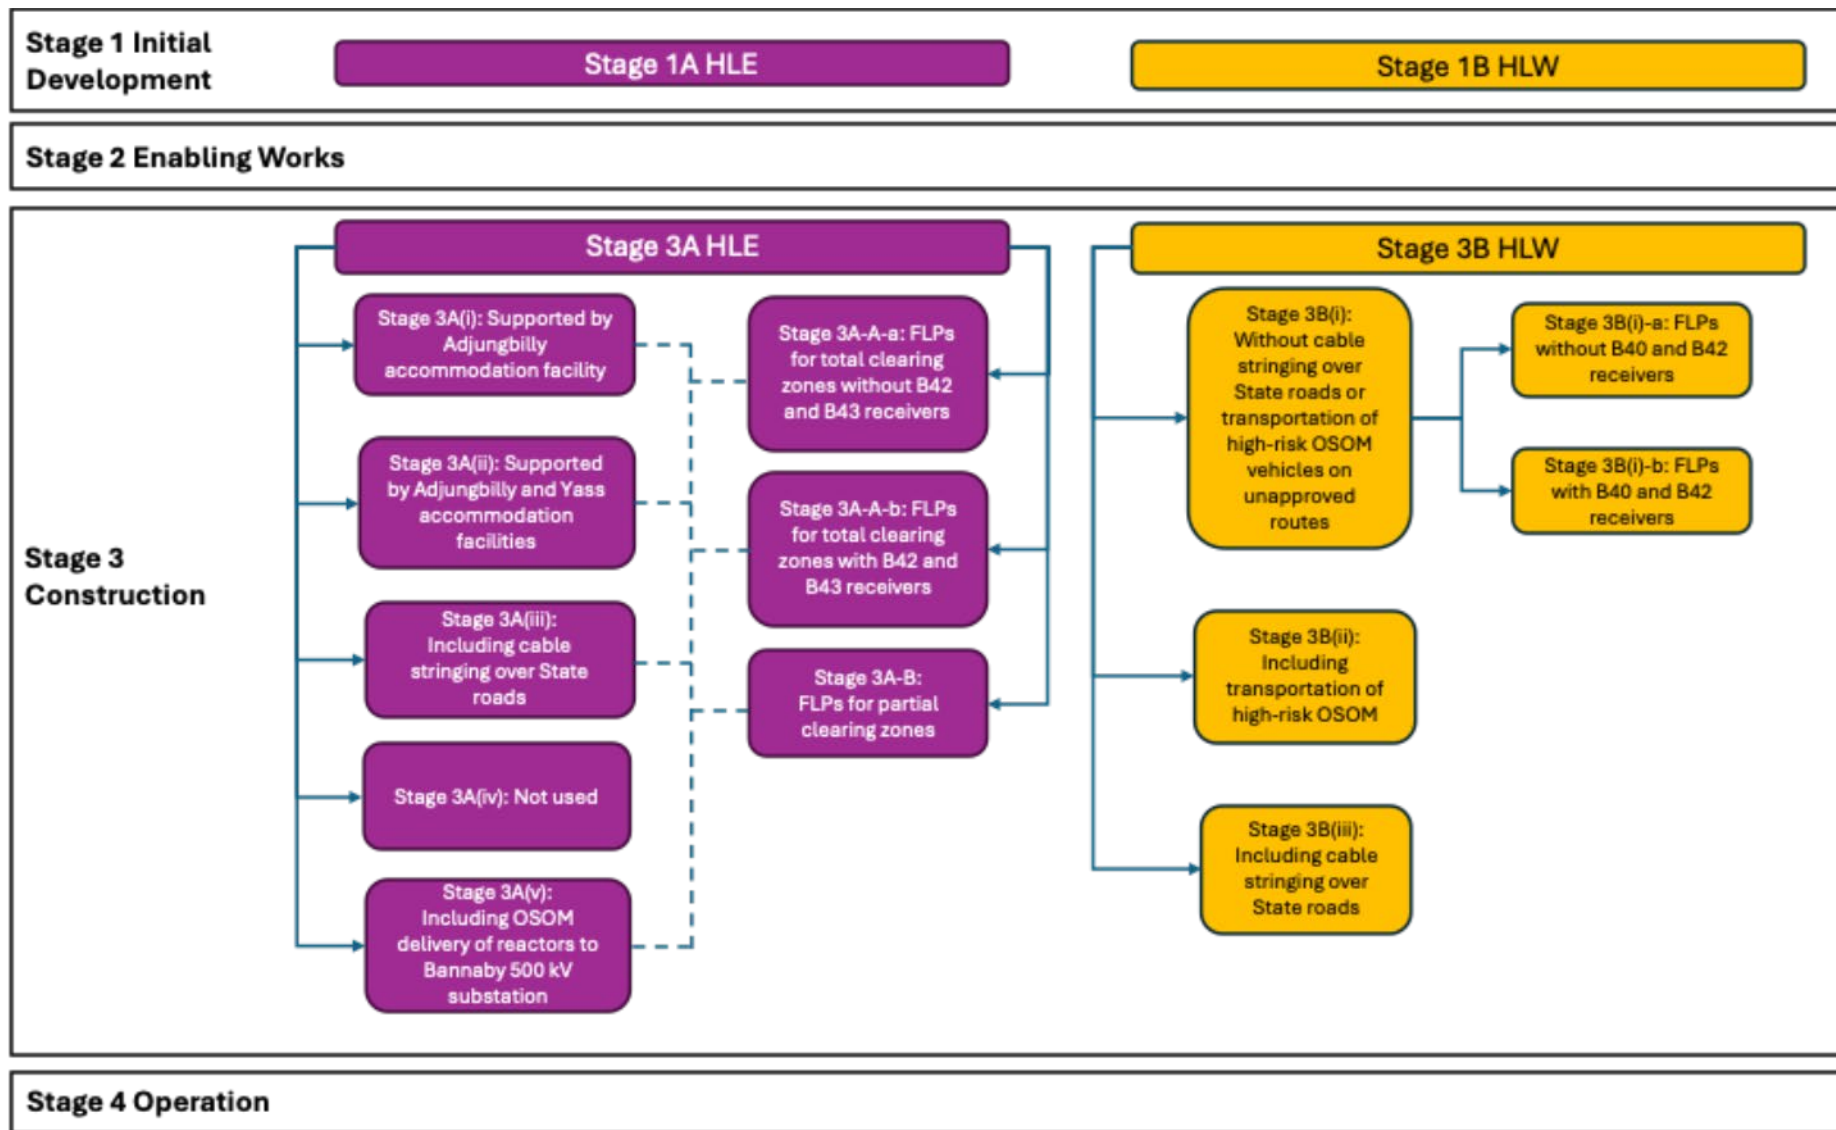 Stage 1 Initial
Development
Stage 1A HLE
Stage 1B HLW
Stage 2 Enabling Works
Stage 3
Construction
Stage 3A HLE
Stage 3A(i): Supported by
Adjungbilly
accommodation facility
Stage 3A(ii): Supported
by Adjungbilly and Yass
accommodation
facilities
Stage 3A(iii):
Including cable
stringing over State
roads
Stage 3A(iv): Not used
Stage 3A(v):
Including OSOM
delivery of reactors to
Bannaby 500 kV
substation
Stage 3A-A-a: FLPs
for total clearing
zones without B42
and B43 receivers
Stage 3A-A-b: FLPs
for total clearing
zones with B42 and
B43 receivers
Stage 3A-B:
FLPs for partial
clearing zones
Stage 3B HLW
Stage 3B(i):
Without cable
stringing over
State roads or
transportation of
high-risk OSOM
vehicles on
unapproved
routes
Stage 3B(i)-a: FLPs
without B40 and B42
receivers
Stage 3B(i)-b: FLPs
with B40 and B42
receivers
Stage 3B(ii):
Including
transportation of
high-risk OSOM
Stage 3B(iii):
Including cable
stringing over
State roads
Stage 4 Operation